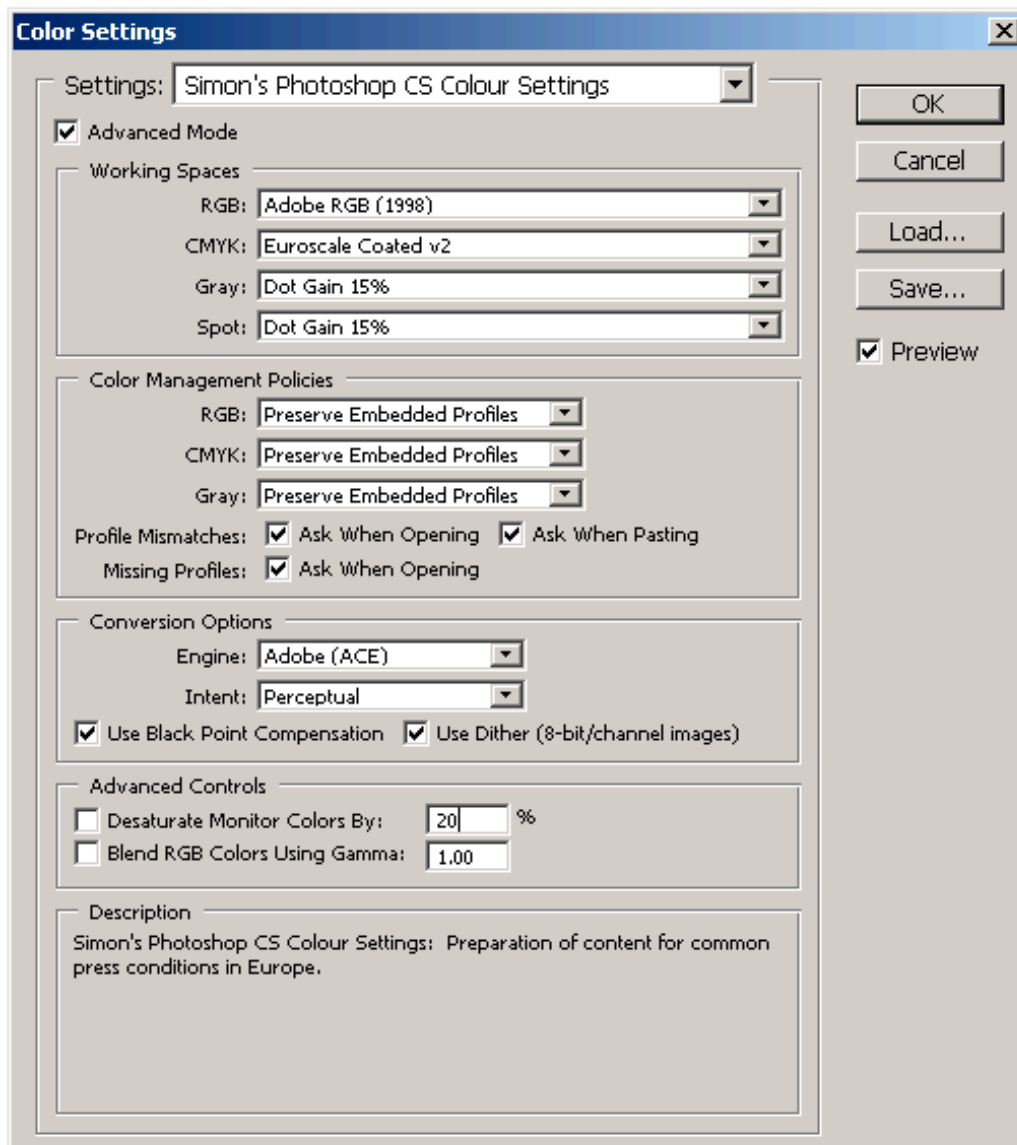 Color Settings
Settings: Simon's Photoshop CS Colour Settings
OK
Advanced Mode
Cancel
Working Spaces
RGB: Adobe RGB (1998)
Load...
CMYK: Euroscale Coated v2
Gray: Dot Gain 15%
Save...
Spot: Dot Gain 15%
Preview
Color Management Policies
RGB: Preserve Embedded Profiles
CMYK: Preserve Embedded Profiles
Gray: Preserve Embedded Profiles
Profile Mismatches: Ask When Opening Ask When Pasting
Missing Profiles: Ask When Opening
Conversion Options
Engine: Adobe (ACE)
Intent: Perceptual
Use Black Point Compensation Use Dither (8-bit/channel images)
Advanced Controls
Desaturate Monitor Colors By: 20 %
Blend RGB Colors Using Gamma: 1.00
Description
Simon's Photoshop CS Colour Settings: Preparation of content for common
press conditions in Europe.